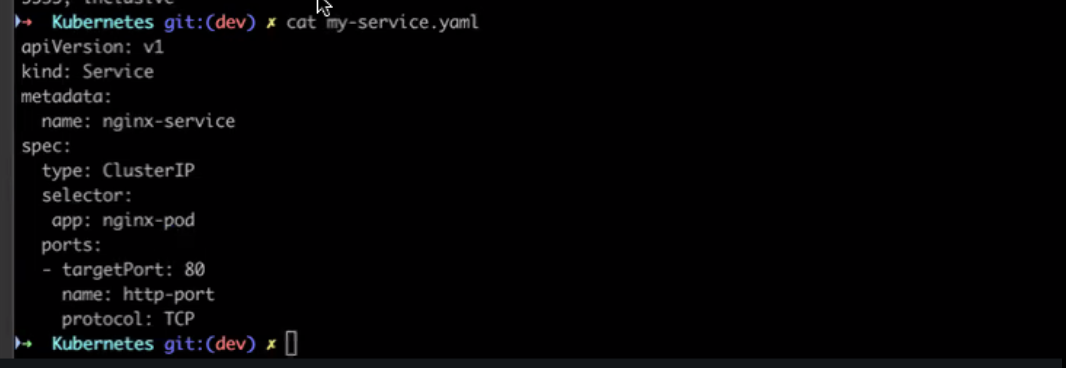 inclusive
➜  Kubernetes git:(dev) ✗ cat my-service.yaml
apiVersion: v1
kind: Service
metadata:
  name: nginx-service
spec:
  type: ClusterIP
  selector:
   app: nginx-pod
  ports:
  - targetPort: 80
    name: http-port
    protocol: TCP
➜  Kubernetes git:(dev) ✗